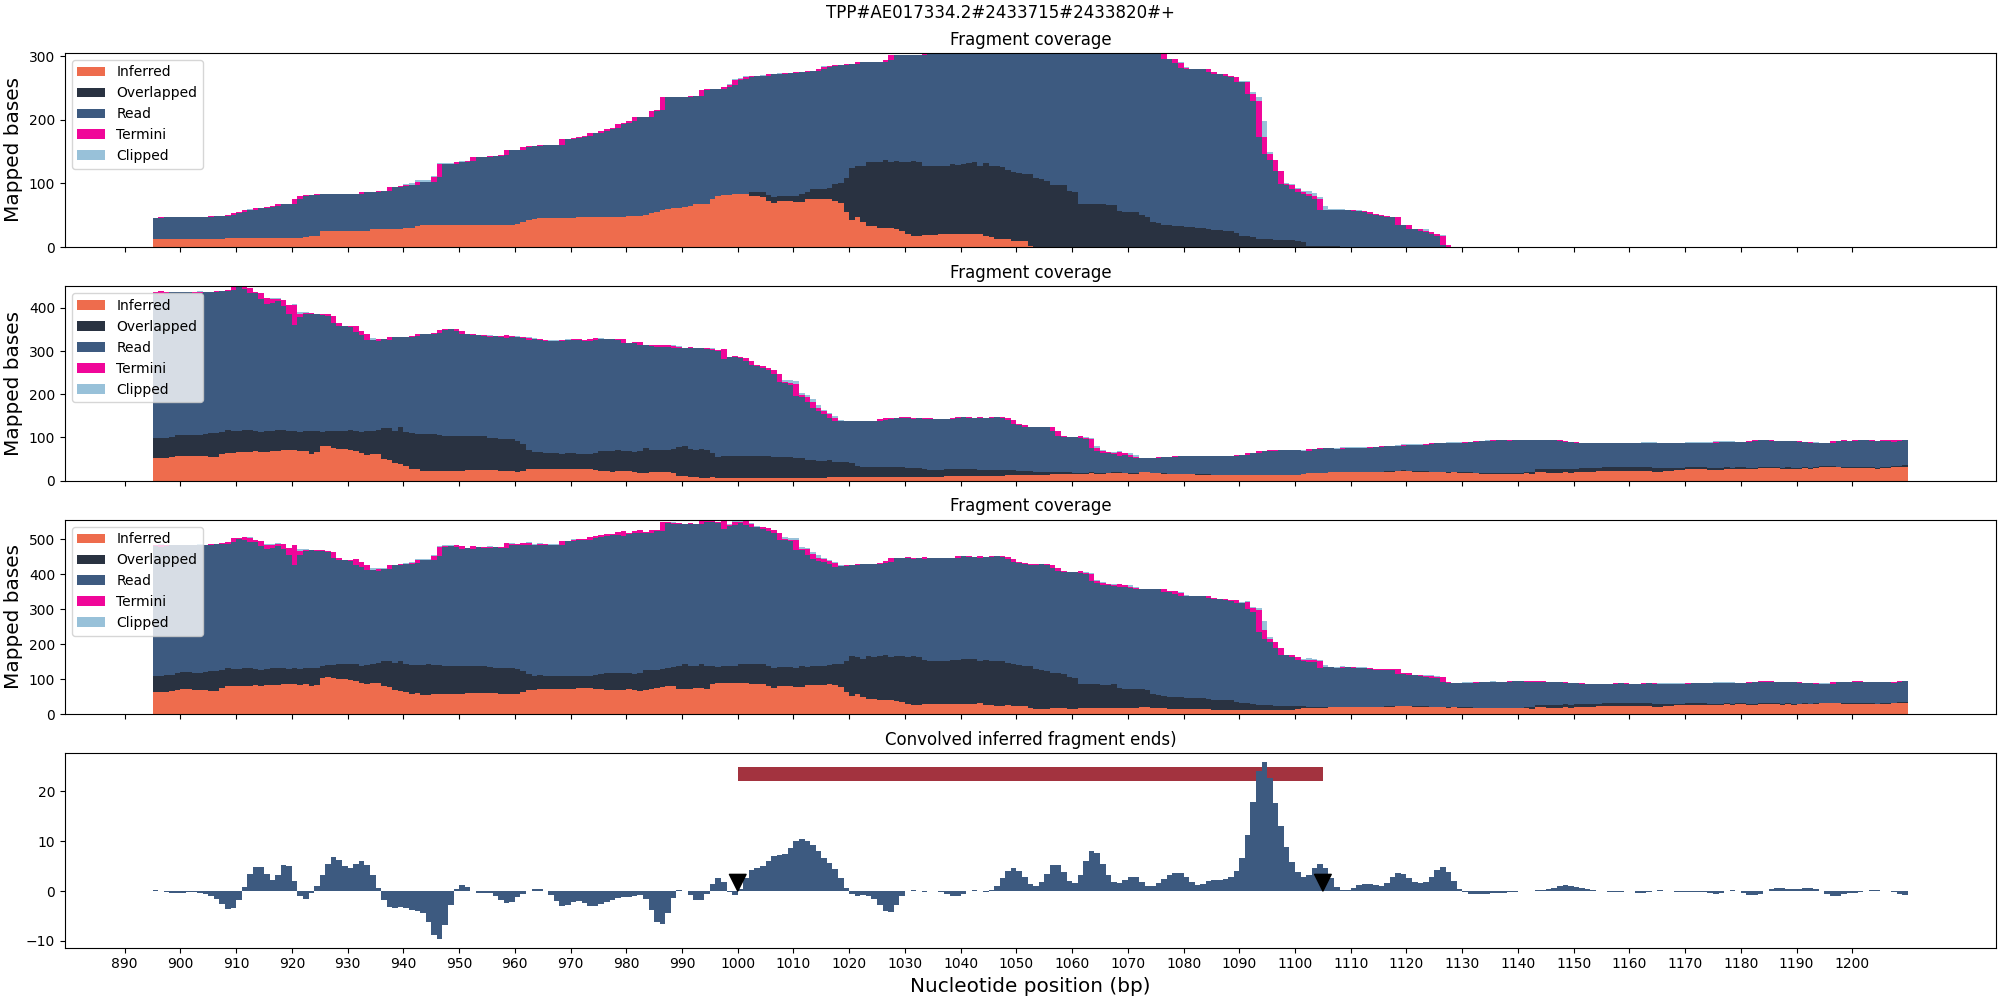 TPP#AE017334.2#2433715#2433820#+
Fragment coverage
Mapped bases
300
200
100
0
Inferred
Overlapped
Read
Termini
Clipped
Fragment coverage
Mapped bases
400
300
200
100
0
Inferred
Overlapped
Read
Termini
Clipped
Fragment coverage
Mapped bases
500
400
300
200
100
0
Inferred
Overlapped
Read
Termini
Clipped
Convolved inferred fragment ends)
20
10
0
−10
890 900 910 920 930 940 950 960 970 980 990 1000 1010 1020 1030 1040 1050 1060 1070 1080 1090 1100 1110 1120 1130 1140 1150 1160 1170 1180 1190 1200
Nucleotide position (bp)